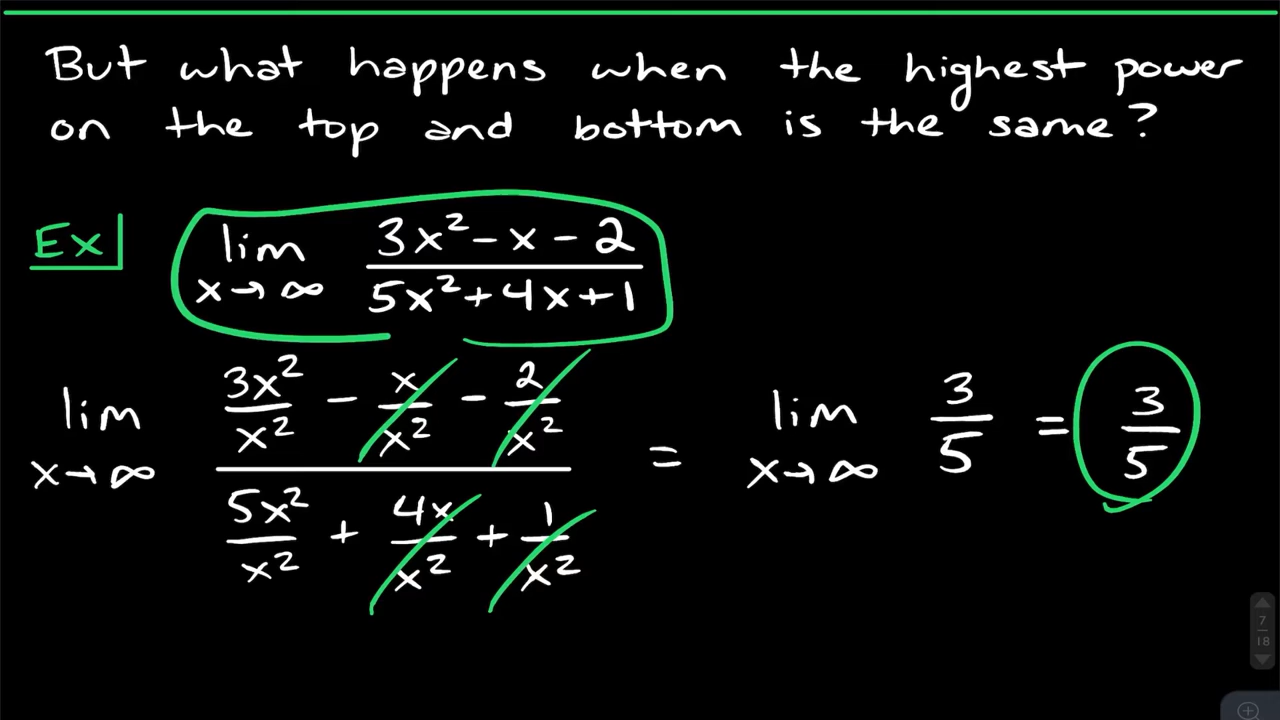 But what happens when the highest power
on the top and bottom is the same?
Ex
lim x→∞ (3x² - x - 2)/(5x² + 4x + 1)
lim x→∞ (3x²/x² - x/x² - 2/x²)/(5x²/x² + 4x/x² + 1/x²) = lim x→∞ 3/5 = 3/5
7
18